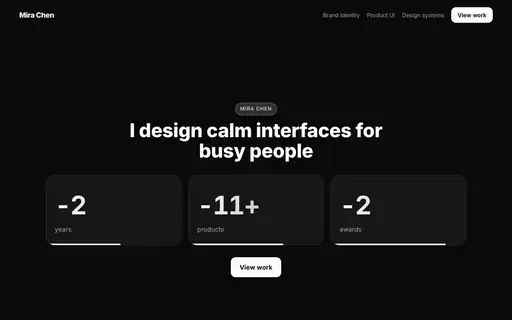 Mira Chen
Brand identity
Product UI
Design systems
View work
MIRA CHEN
I design calm interfaces for
busy people
-2
years
-11+
products
-2
awards
View work